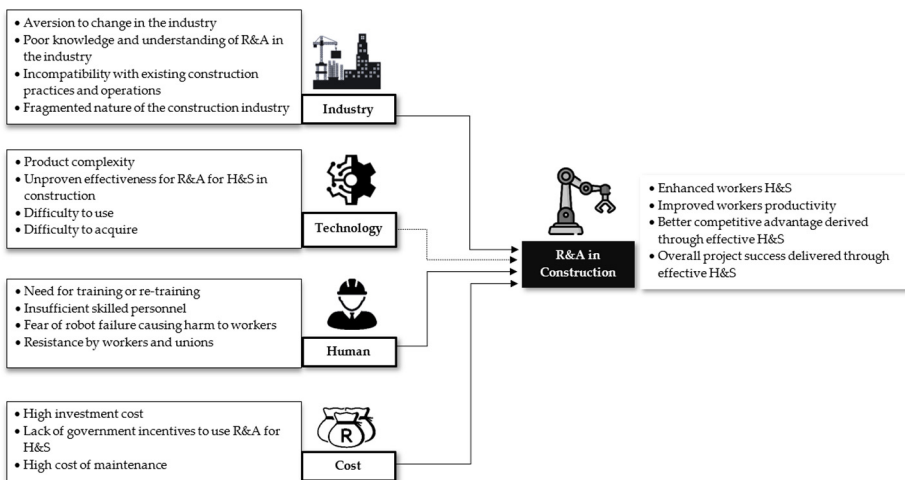 • Aversion to change in the industry
• Poor knowledge and understanding of R&A in
the industry
• Incompatibility with existing construction
practices and operations
• Fragmented nature of the construction industry
Industry
• Product complexity
• Unproven effectiveness for R&A for H&S in
construction
• Difficulty to use
• Difficulty to acquire
Technology
• Need for training or re-training
• Insufficient skilled personnel
• Fear of robot failure causing harm to workers
• Resistance by workers and unions
Human
• High investment cost
• Lack of government incentives to use R&A for
H&S
• High cost of maintenance
R
Cost
R&A in
Construction
• Enhanced workers H&S
• Improved workers productivity
• Better competitive advantage derived
through effective H&S
• Overall project success delivered through
effective H&S